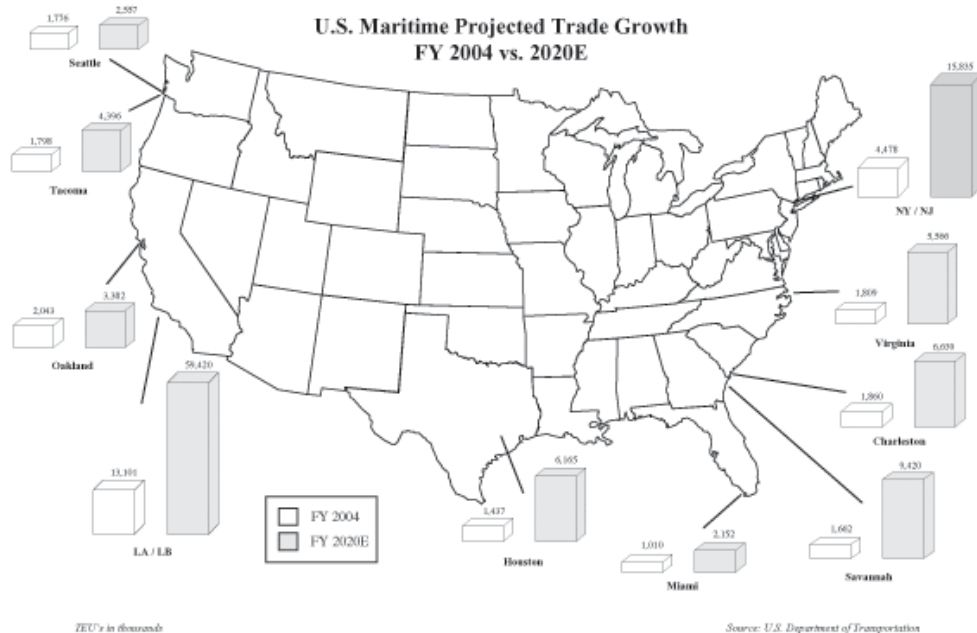 U.S. Maritime Projected Trade Growth
FY 2004 vs. 2020E
1,776
2,557
Seattle
4,396
1,798
Tacoma
2,043
3,382
Oakland
59,420
13,101
LA / LB
15,835
4,478
NY / NJ
5,566
1,809
Virginia
6,630
1,860
Charleston
9,420
1,662
Savannah
6,165
1,437
Houston
1,010
2,152
Miami
FY 2004
FY 2020E
TEU's in thousands
Source: U.S. Department of Transportation